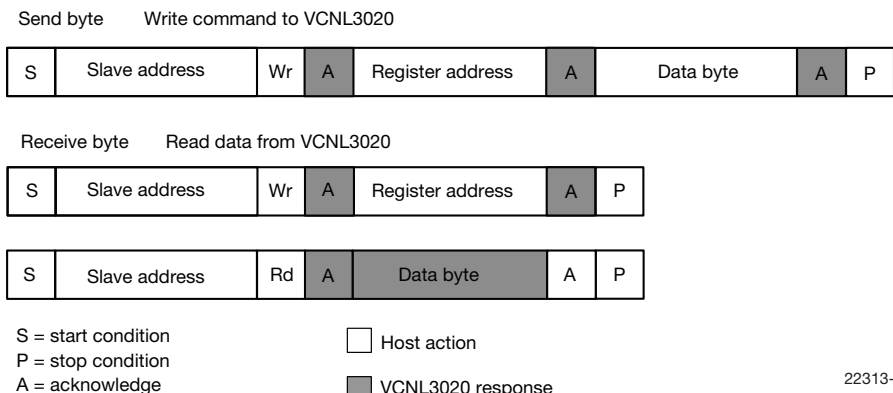 Send byte Write command to VCNL3020
S Slave address Wr A Register address A Data byte A P
Receive byte Read data from VCNL3020
S Slave address Wr A Register address A P
S Slave address Rd A Data byte A P
S = start condition
P = stop condition
A = acknowledge
Host action
VCNL3020 response
22313-